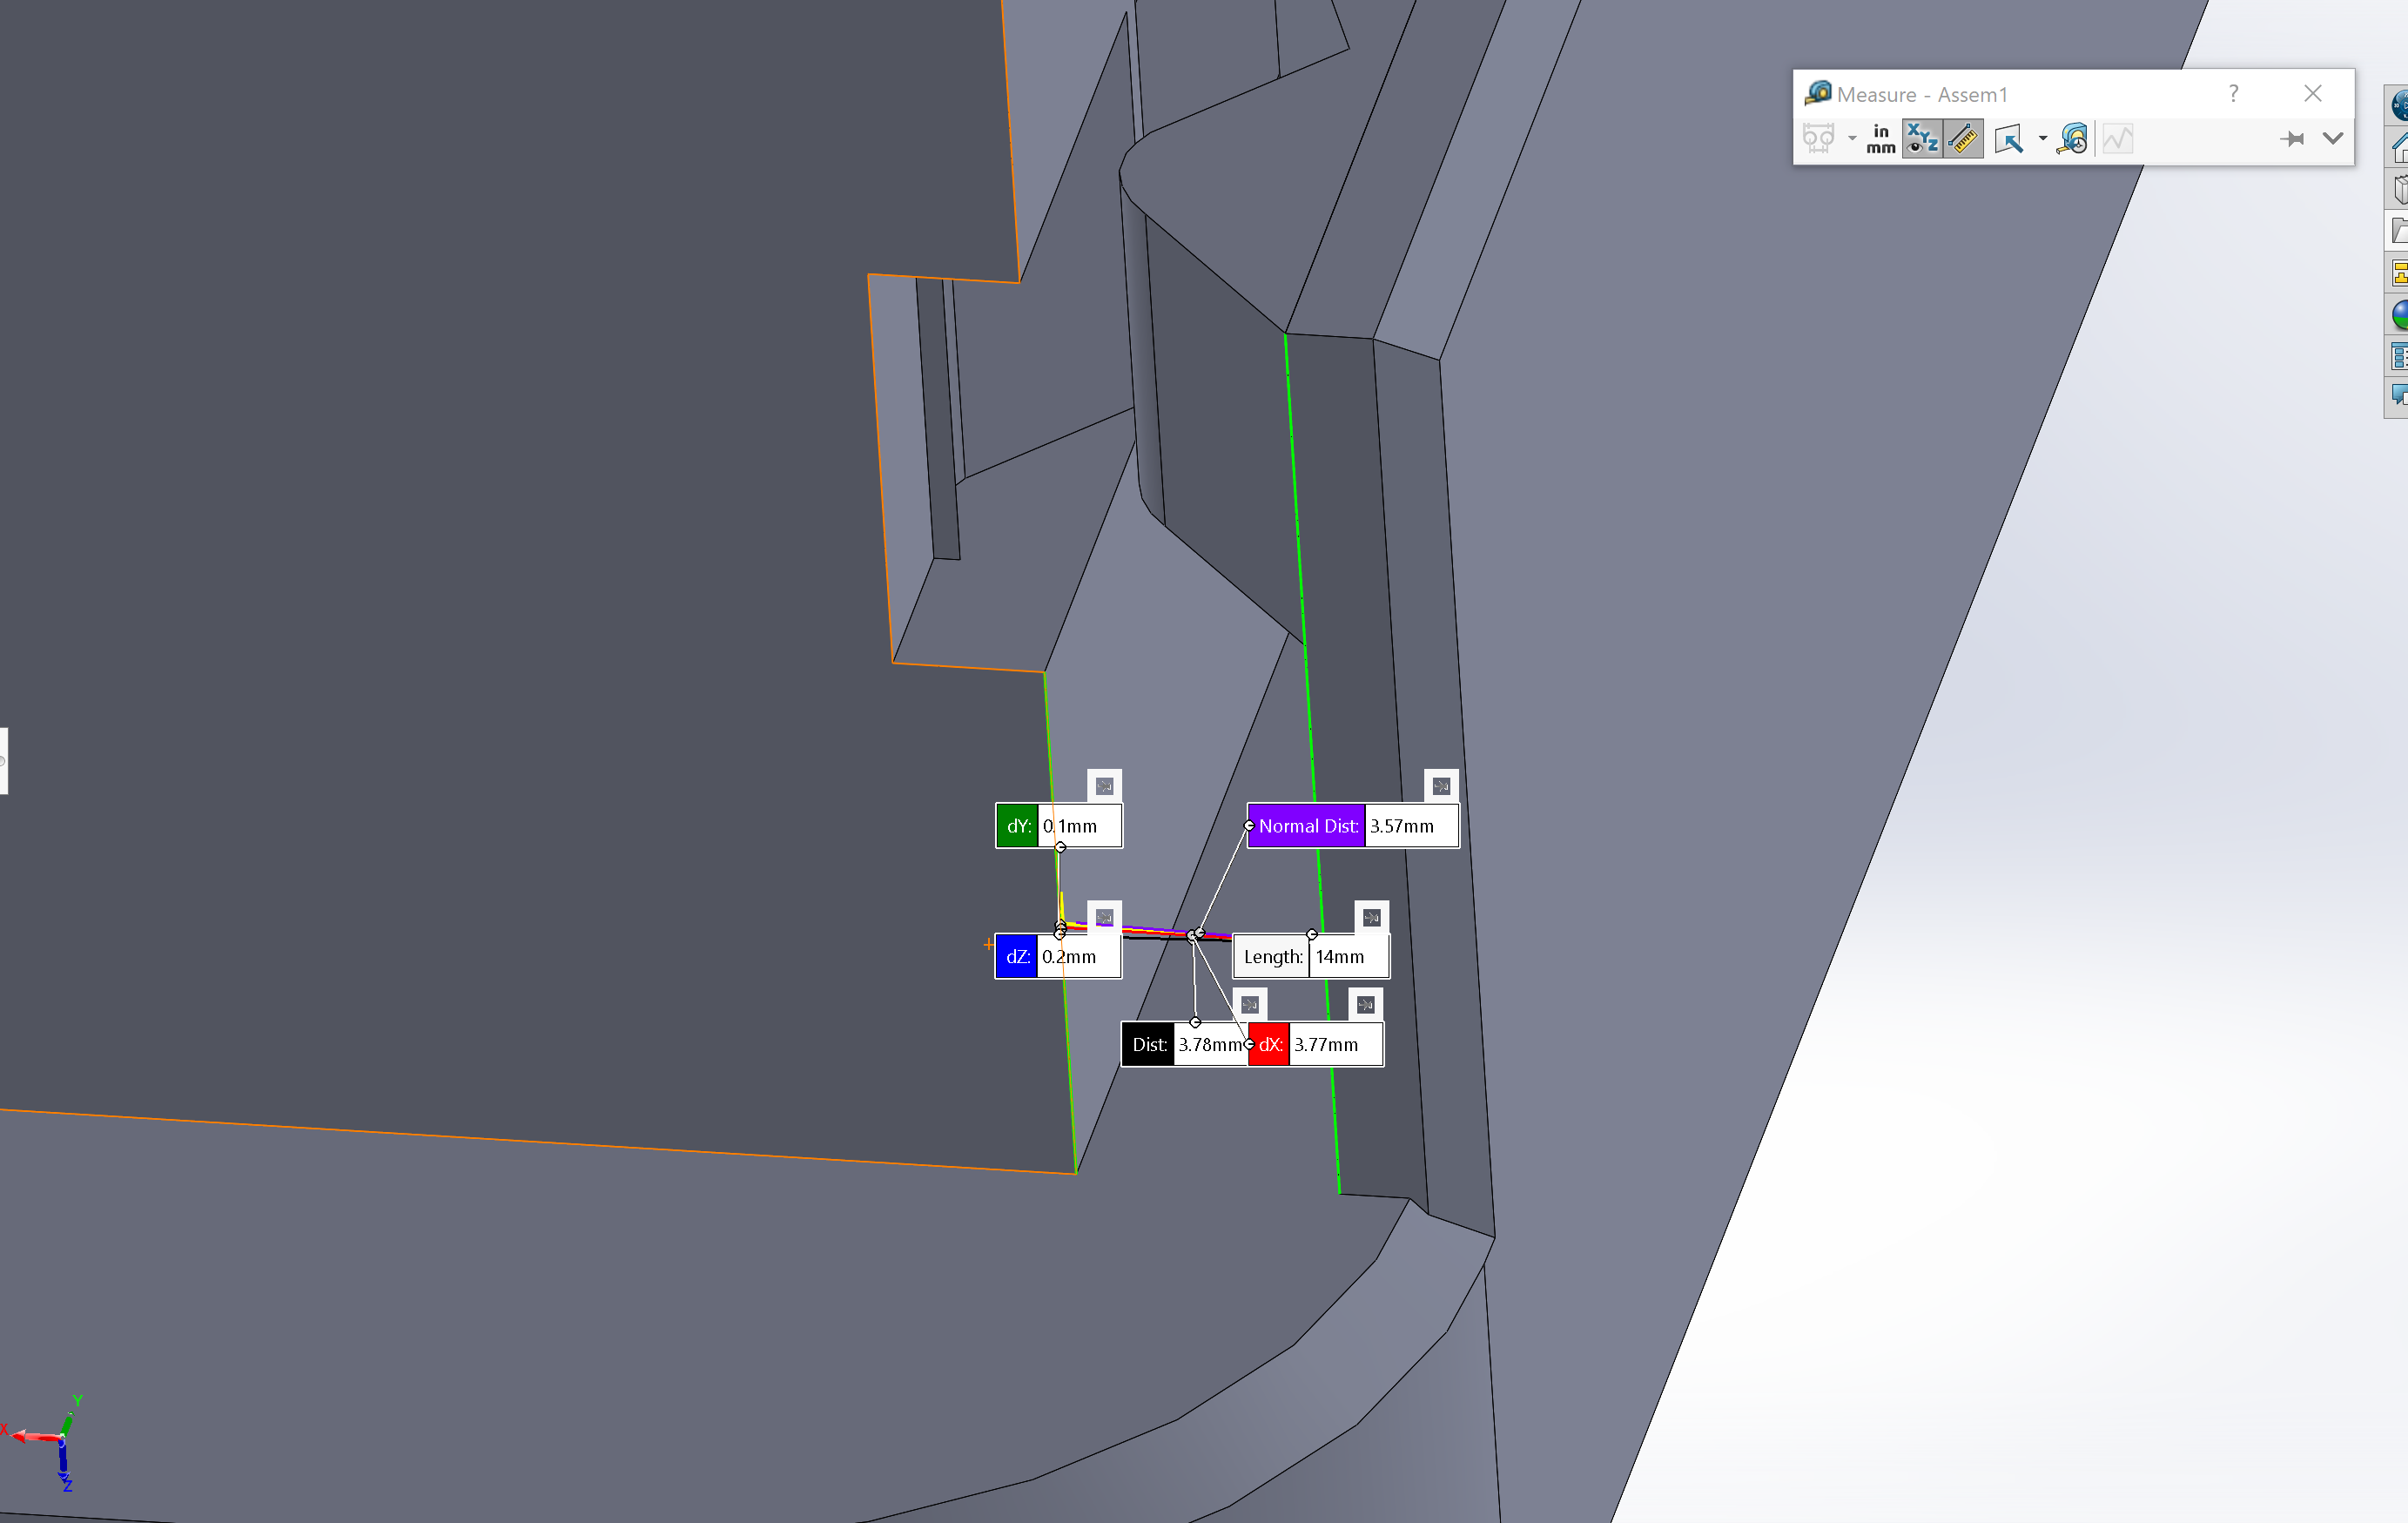 Measure - Assem1
?
in
mm
X
Y
Z
dY: 0.1mm
Normal Dist: 3.57mm
dZ: 0.2mm
Length: 14mm
Dist: 3.78mm
dX: 3.77mm
Y
X
Z